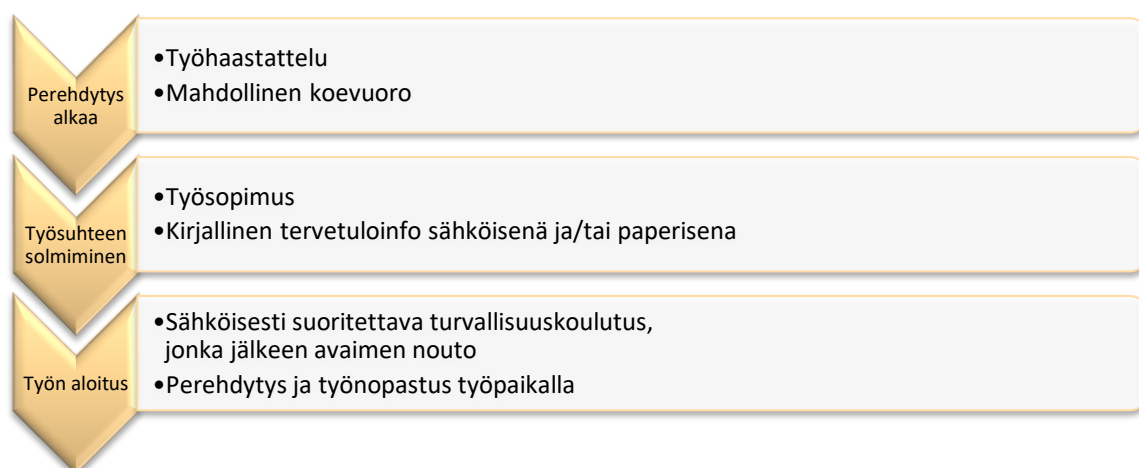 Perehdytys
alkaa
•Työhaastattelu
•Mahdollinen koevuoro
Työsuhteen
solmiminen
•Työsopimus
•Kirjallinen tervetuloinfo sähköisenä ja/tai paperisena
Työn aloitus
•Sähköisesti suoritettava turvallisuuskoulutus,
jonka jälkeen avaimen nouto
•Perehdytys ja työnopastus työpaikalla